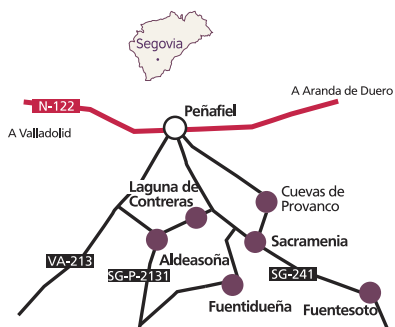 Segovia
A Aranda de Duero
N-122
Peñafiel
A Valladolid
Laguna de
Contreras
Cuevas de
Provanco
Sacramenia
Aldeasoña
VA-213
SG-P-2131
SG-241
Fuentidueña
Fuentesoto